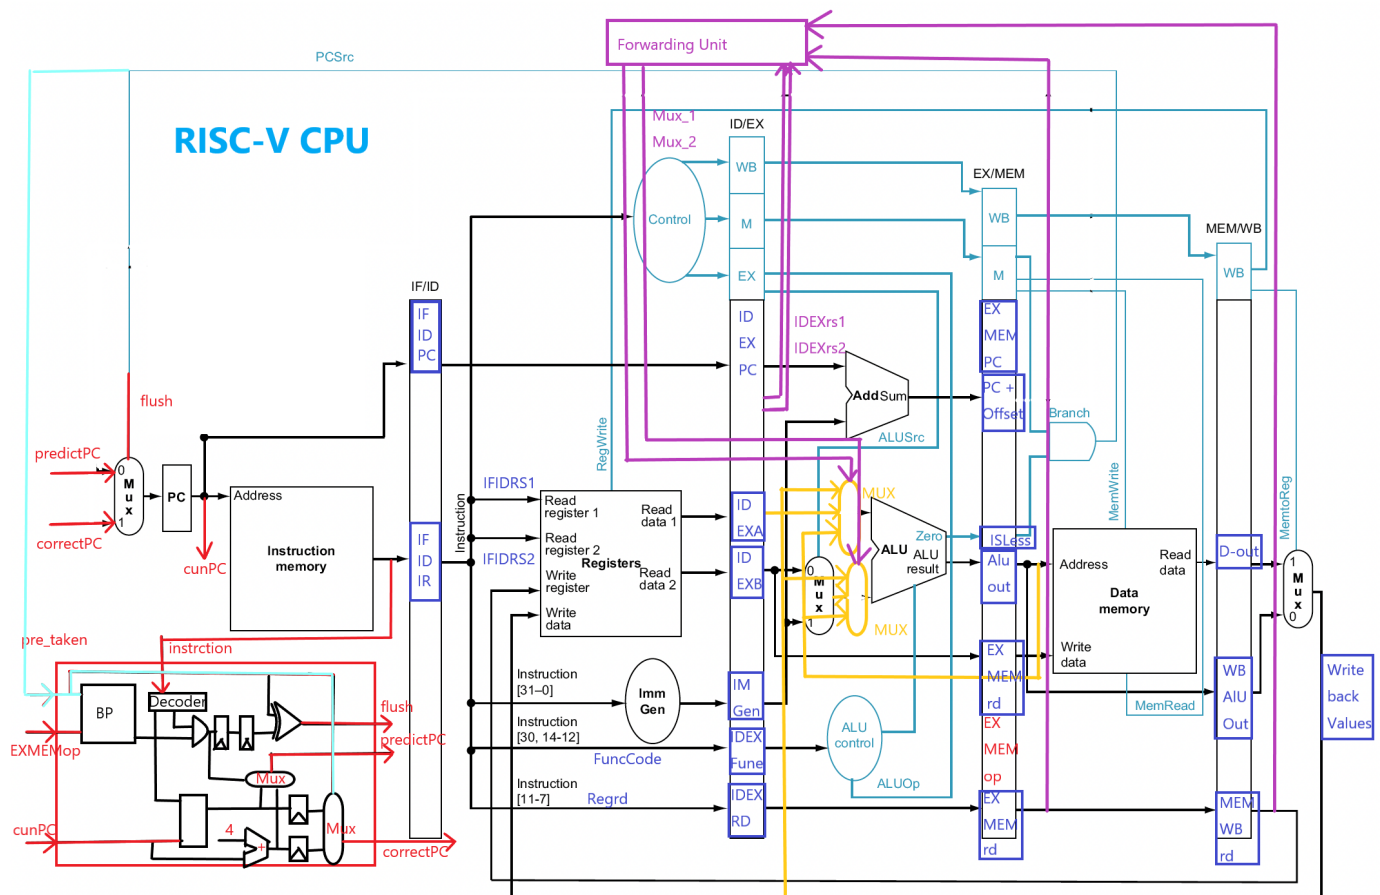 Forwarding Unit
PCSrc
RISC-V CPU
Mux_1
Mux_2
ID/EX
WB
M
EX
Control
EX/MEM
WB
M
MEM/WB
WB
IF/ID
IF
ID
PC
ID
EX
PC
IDEXrs1
IDEXrs2
EX
MEM
PC
PC +
Offset
Add Sum
Branch
ALUSrc
RegWrite
MemWrite
MemtoReg
flush
predictPC
0
M
u
x
1
correctPC
PC
cunPC
Address
Instruction
memory
IF
ID
IR
Instruction
IFIDRS1
IFIDRS2
Read
register 1
Read
register 2
Write
register
Write
data
Registers
Read
data 1
Read
data 2
ID
EXA
ID
EXB
MUX
0
M
u
x
1
MUX
ALU
Zero
ALU
result
ISLess
Alu
out
Address
Write
data
Data
memory
Read
data
D-out
1
M
u
x
0
EX
MEM
rd
EX
MEM
op
EX
MEM
rd
MemRead
WB
AlU
Out
Write
back
Values
MEM
WB
rd
Instruction
[31–0]
Imm
Gen
IM
Gen
Instruction
[30, 14-12]
FuncCode
IDEX
Fune
ALU
control
ALUOp
Instruction
[11-7]
Regrd
IDEX
RD
pre_taken
instrction
BP
Decoder
EXMEMop
flush
predictPC
Mux
cunPC
4
+
Mux
correctPC